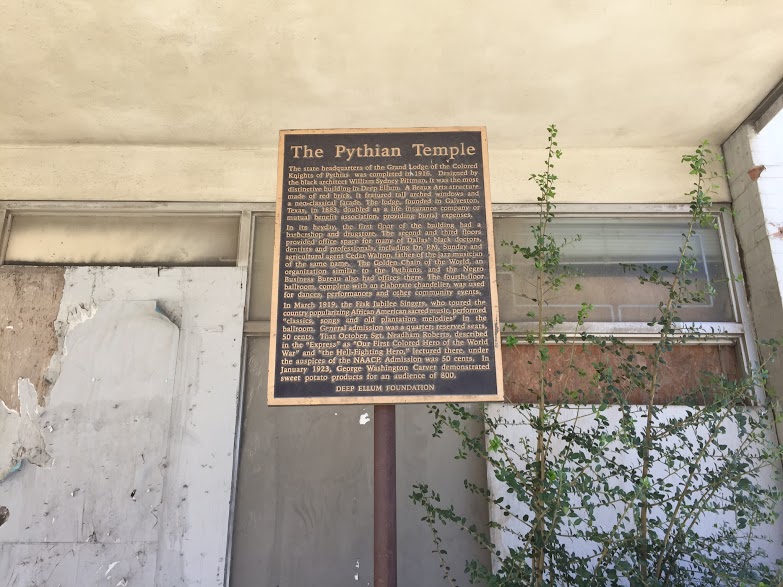 The Pythian Temple
The state headquarters of the Grand Lodge of the Colored
Knights of Pythias was completed in 1916. Designed by
the black architect William Sydney Pittman, it was the most
distinctive building in Deep Ellum. A Beaux Arts structure
made of red brick, it featured tall arched windows and
a neo-classical facade. The lodge, founded in Galveston,
Texas, in 1883, doubled as a life insurance company or
mutual benefit association, providing burial expenses.
In its heyday, the first floor of the building had a
barbershop and drugstore. The second and third floors
provided office space for many of Dallas' black doctors,
dentists and professionals, including Dr. P.M. Sunday and
agricultural agent Cedar Walton, father of the jazz musician
of the same name. The Golden Chain of the World, an
organization similar to the Pythians, and the Negro
Business Bureau also had offices there. The fourth-floor
ballroom, complete with an elaborate chandelier, was used
for dances, performances and other community events.
In March 1919, the Fisk Jubilee Singers, who toured the
country popularizing African American sacred music, performed
"classics, songs and old plantation melodies" in the
ballroom. General admission was a quarter; reserved seats,
50 cents. That October, Sgt. Needham Roberts, described
in the "Express" as "Our First Colored Hero of the World
War" and "the Hell-Fighting Hero," lectured there, under
the auspices of the NAACP. Admission was 50 cents. In
January 1923, George Washington Carver demonstrated
sweet potato products for an audience of 800.
DEEP ELLUM FOUNDATION